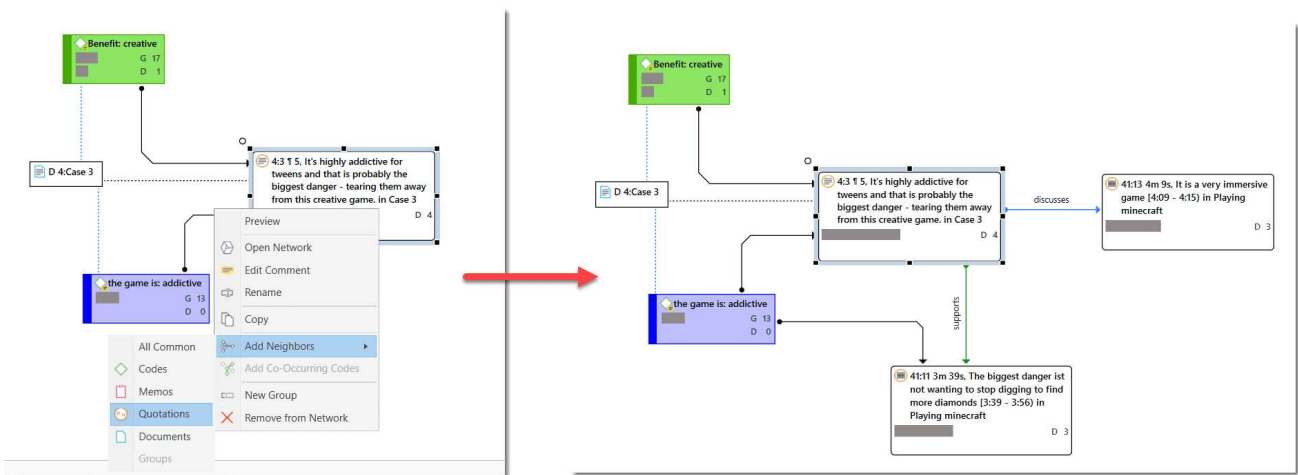 Benefit: creative
G 17
D 1
D 4:Case 3
4:3 ¶ 5, It's highly addictive for
tweens and that is probably the
biggest danger - tearing them away
from this creative game. in Case 3
D 4
the game is: addictive
G 13
D 0
Preview
Open Network
Edit Comment
Rename
Copy
Add Neighbors
Add Co-Occurring Codes
New Group
Remove from Network
All Common
Codes
Memos
Quotations
Documents
Groups
Benefit: creative
G 17
D 1
D 4:Case 3
4:3 ¶ 5, It's highly addictive for
tweens and that is probably the
biggest danger - tearing them away
from this creative game. in Case 3
D 4
discusses
41:13 4m 9s, It is a very immersive
game [4:09 - 4:15) in Playing
minecraft
D 3
the game is: addictive
G 13
D 0
supports
41:11 3m 39s, The biggest danger ist
not wanting to stop digging to find
more diamonds [3:39 - 3:56) in
Playing minecraft
D 3